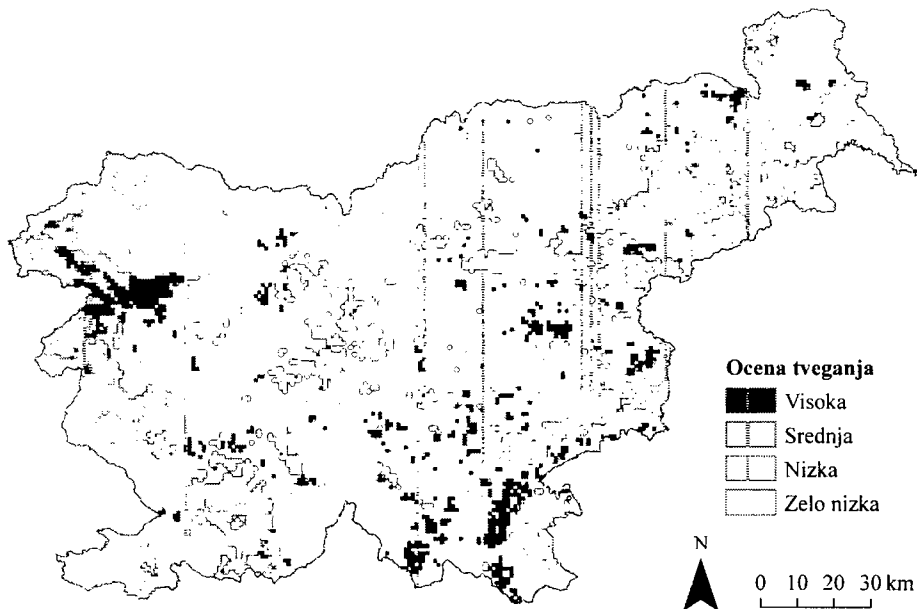 Ocena tveganja
Visoka
Srednja
Nizka
Zelo nizka
N
0 10 20 30 km